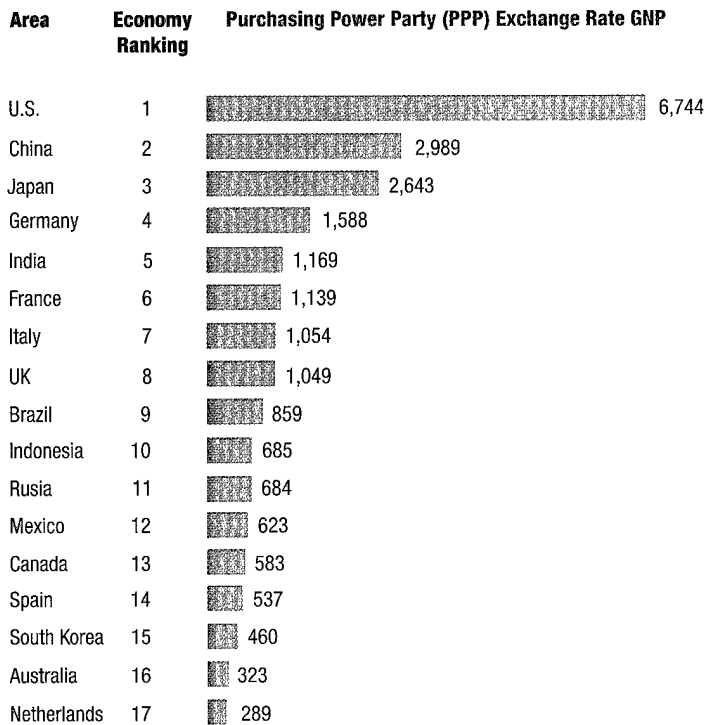 Area Economy Ranking Purchasing Power Party (PPP) Exchange Rate GNP
U.S. 1 6,744
China 2 2,989
Japan 3 2,643
Germany 4 1,588
India 5 1,169
France 6 1,139
Italy 7 1,054
UK 8 1,049
Brazil 9 859
Indonesia 10 685
Rusia 11 684
Mexico 12 623
Canada 13 583
Spain 14 537
South Korea 15 460
Australia 16 323
Netherlands 17 289